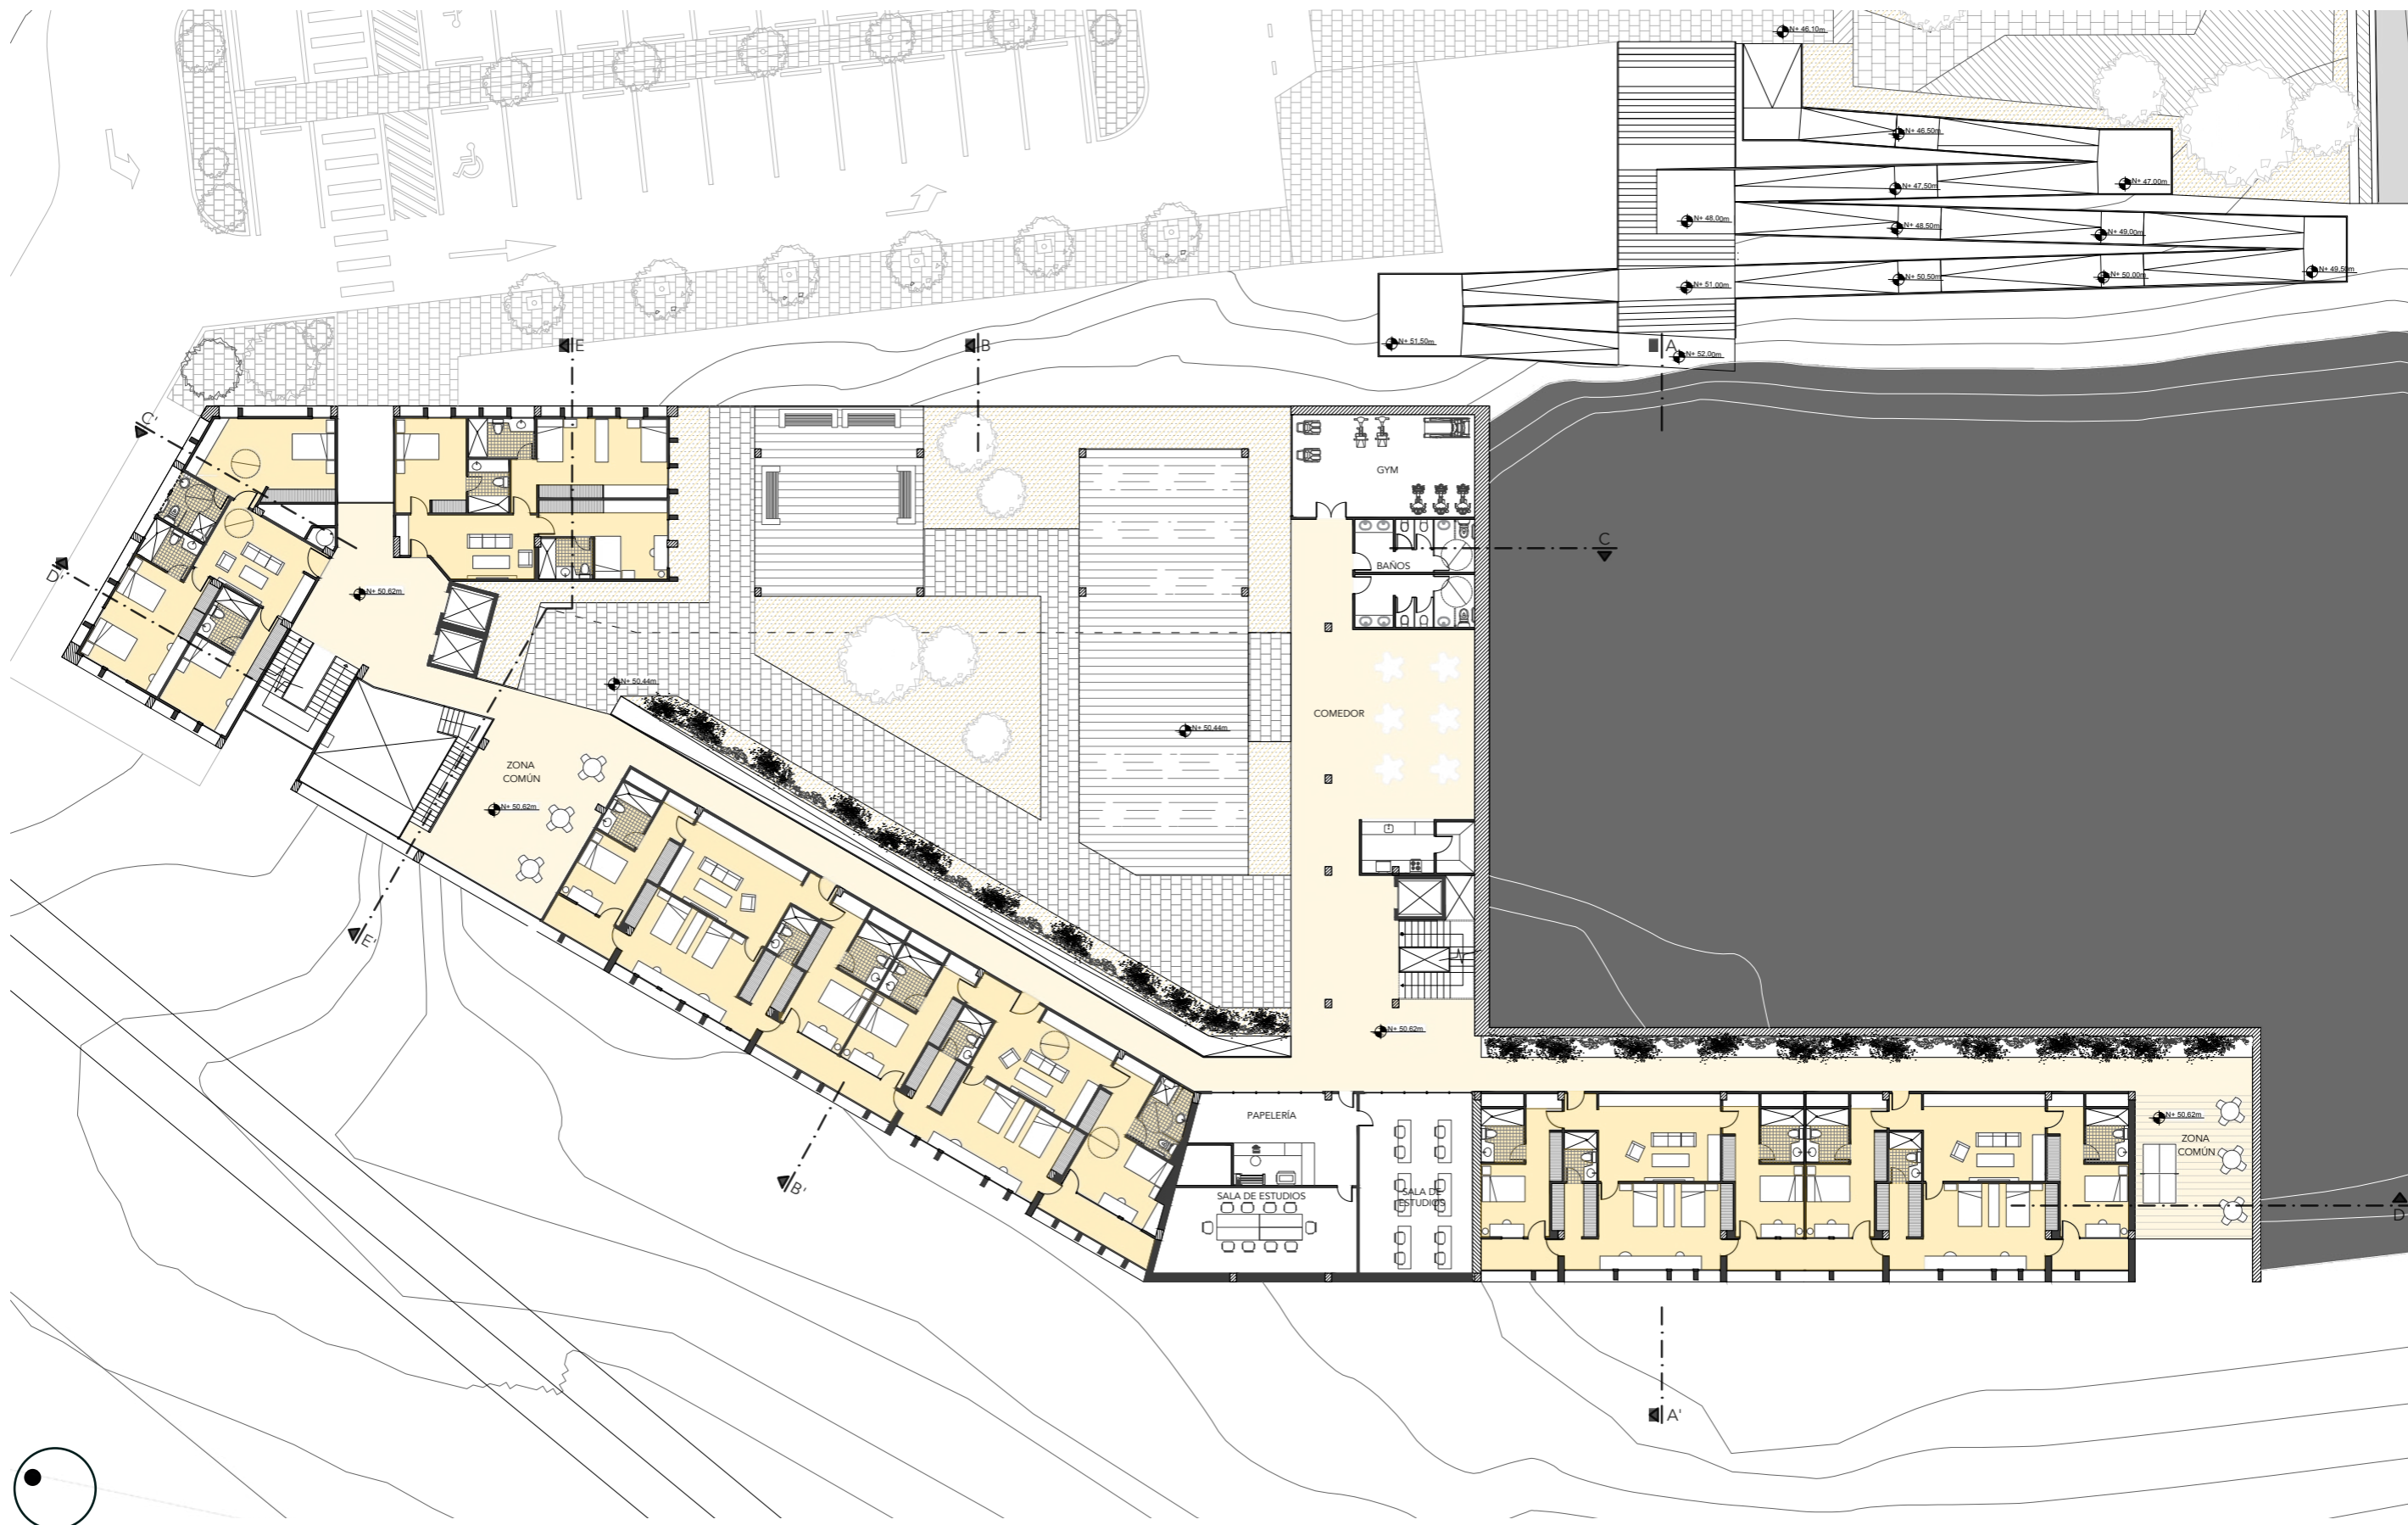 N+ 46.10m
N+ 46.50m
N+ 47.00m
N+ 47.50m
N+ 48.00m
N+ 48.50m
N+ 49.00m
N+ 49.50m
N+ 50.50m
N+ 50.00m
N+ 51.00m
N+ 51.50m
N+ 52.00m
E
B
A
C'
GYM
C
BAÑOS
D'
N+ 50.62m
N+ 50.44m
COMEDOR
N+ 50.44m
ZONA
COMÚN
N+ 50.62m
E'
N+ 50.62m
PAPELERÍA
N+ 50.62m
ZONA
COMÚN
B'
SALA DE ESTUDIOS
SALA DE
ESTUDIOS
D
A'